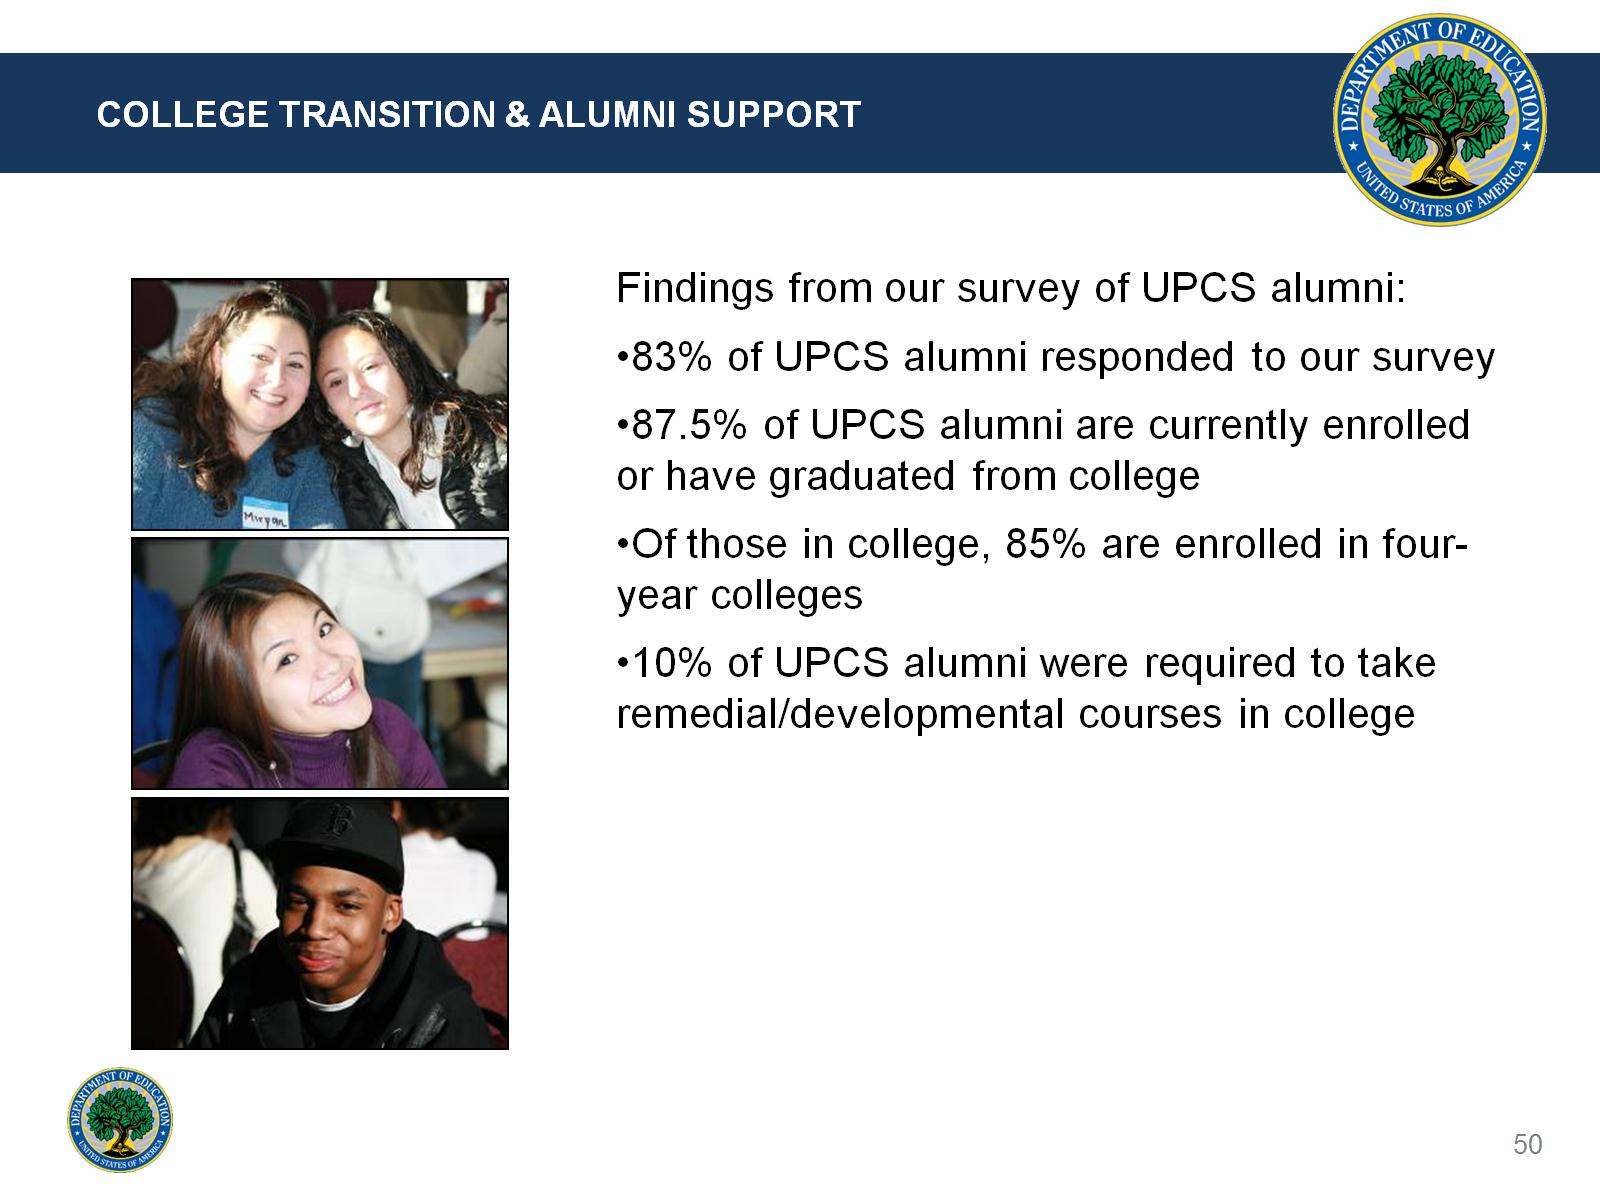 COLLEGE TRANSITION & ALUMNI SUPPORT
DEPARTMENT OF EDUCATION
UNITED STATES OF AMERICA
Findings from our survey of UPCS alumni:
•83% of UPCS alumni responded to our survey
•87.5% of UPCS alumni are currently enrolled
or have graduated from college
•Of those in college, 85% are enrolled in four-
year colleges
•10% of UPCS alumni were required to take
remedial/developmental courses in college
Miryan
B
DEPARTMENT OF EDUCATION
UNITED STATES OF AMERICA
50